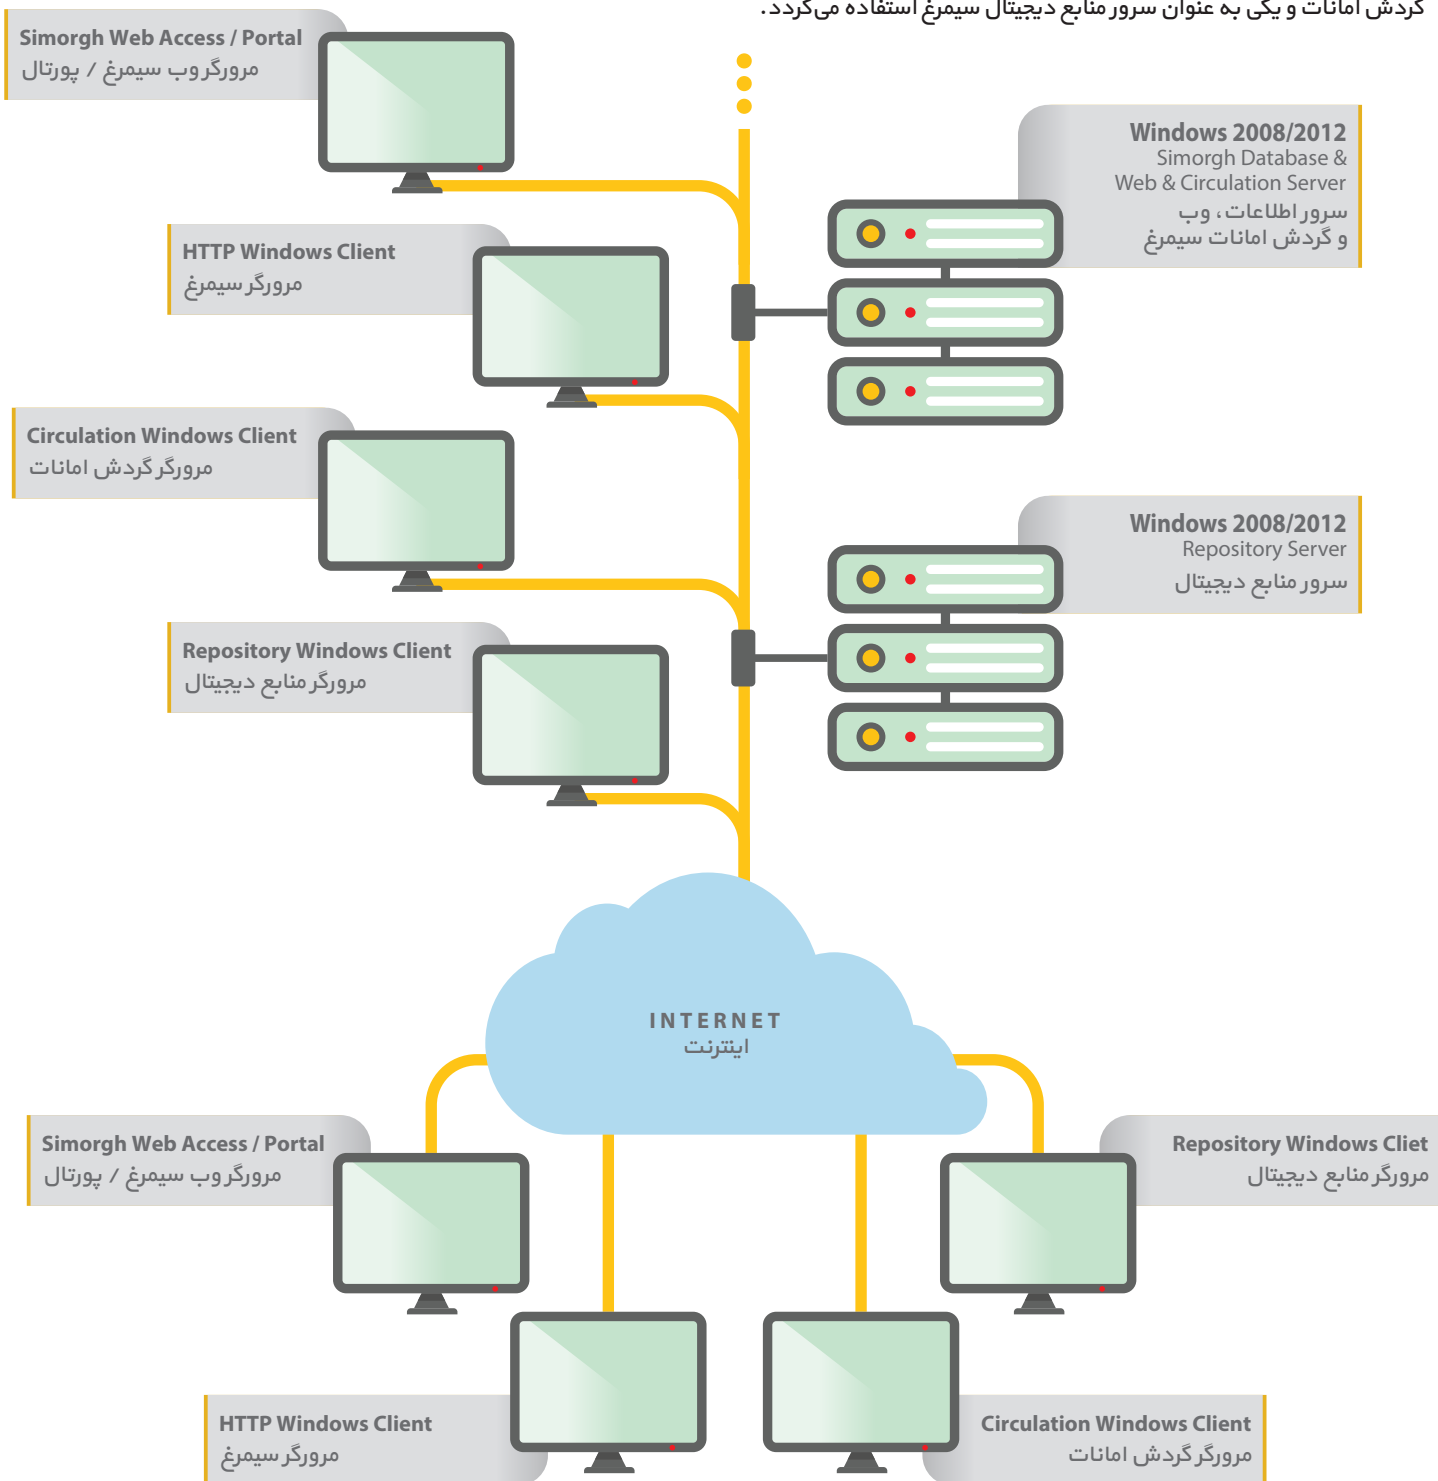 گردش امانات و یکی به عنوان سرور منابع دیجیتال سیمرغ استفاده می‌گردد.
Simorgh Web Access / Portal
مرورگر وب سیمرغ / پورتال
Windows 2008/2012
Simorgh Database &
Web & Circulation Server
سرور اطلاعات، وب
و گردش امانات سیمرغ
HTTP Windows Client
مرورگر سیمرغ
Circulation Windows Client
مرورگر گردش امانات
Windows 2008/2012
Repository Server
سرور منابع دیجیتال
Repository Windows Client
مرورگر منابع دیجیتال
INTERNET
اینترنت
Simorgh Web Access / Portal
مرورگر وب سیمرغ / پورتال
Repository Windows Cliet
مرورگر منابع دیجیتال
HTTP Windows Client
مرورگر سیمرغ
Circulation Windows Client
مرورگر گردش امانات